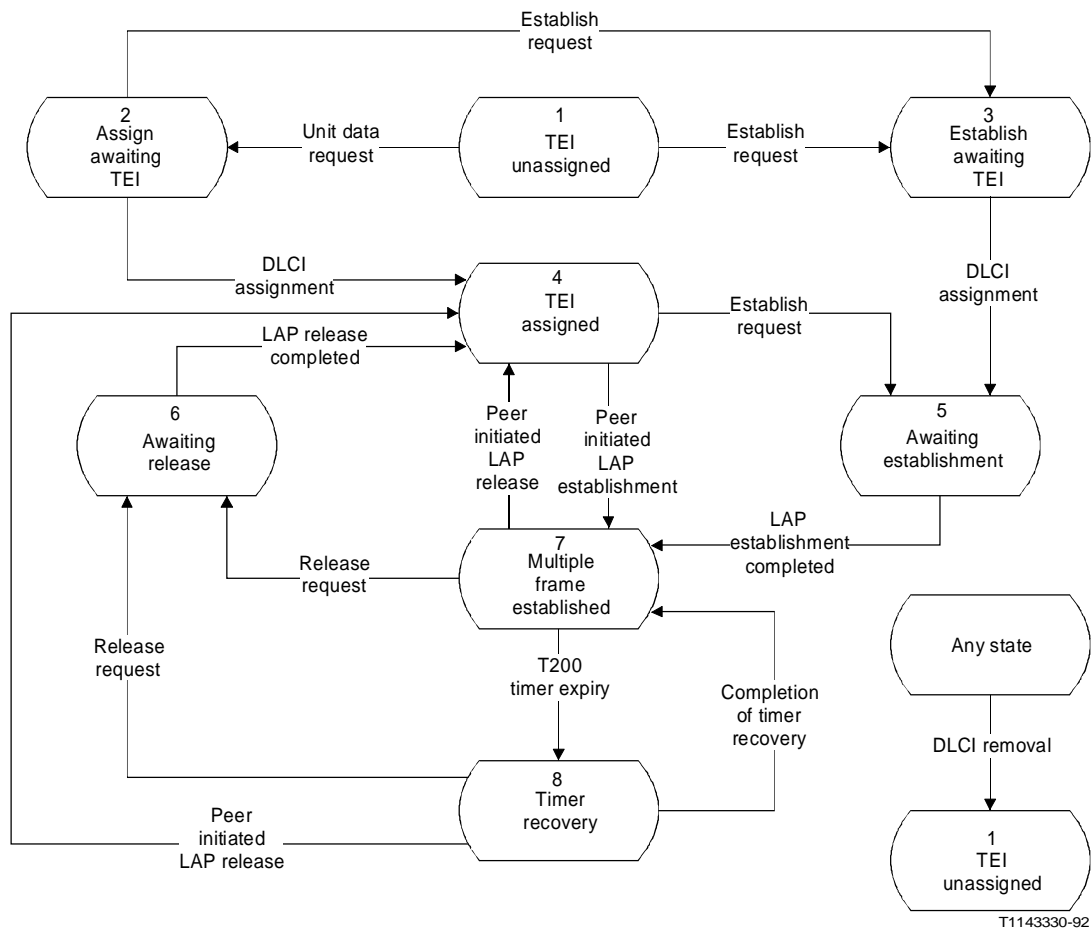 Establish
request
2
Assign
awaiting
TEI
Unit data
request
1
TEI
unassigned
Establish
request
3
Establish
awaiting
TEI
DLCI
assignment
4
TEI
assigned
Establish
request
DLCI
assignment
LAP release
completed
6
Awaiting
release
Peer
initiated
LAP
release
Peer
initiated
LAP
establishment
5
Awaiting
establishment
LAP
establishment
completed
Release
request
7
Multiple
frame
established
Release
request
T200
timer expiry
Completion
of timer
recovery
Any state
DLCI removal
8
Timer
recovery
Peer
initiated
LAP release
1
TEI
unassigned
T1143330-92